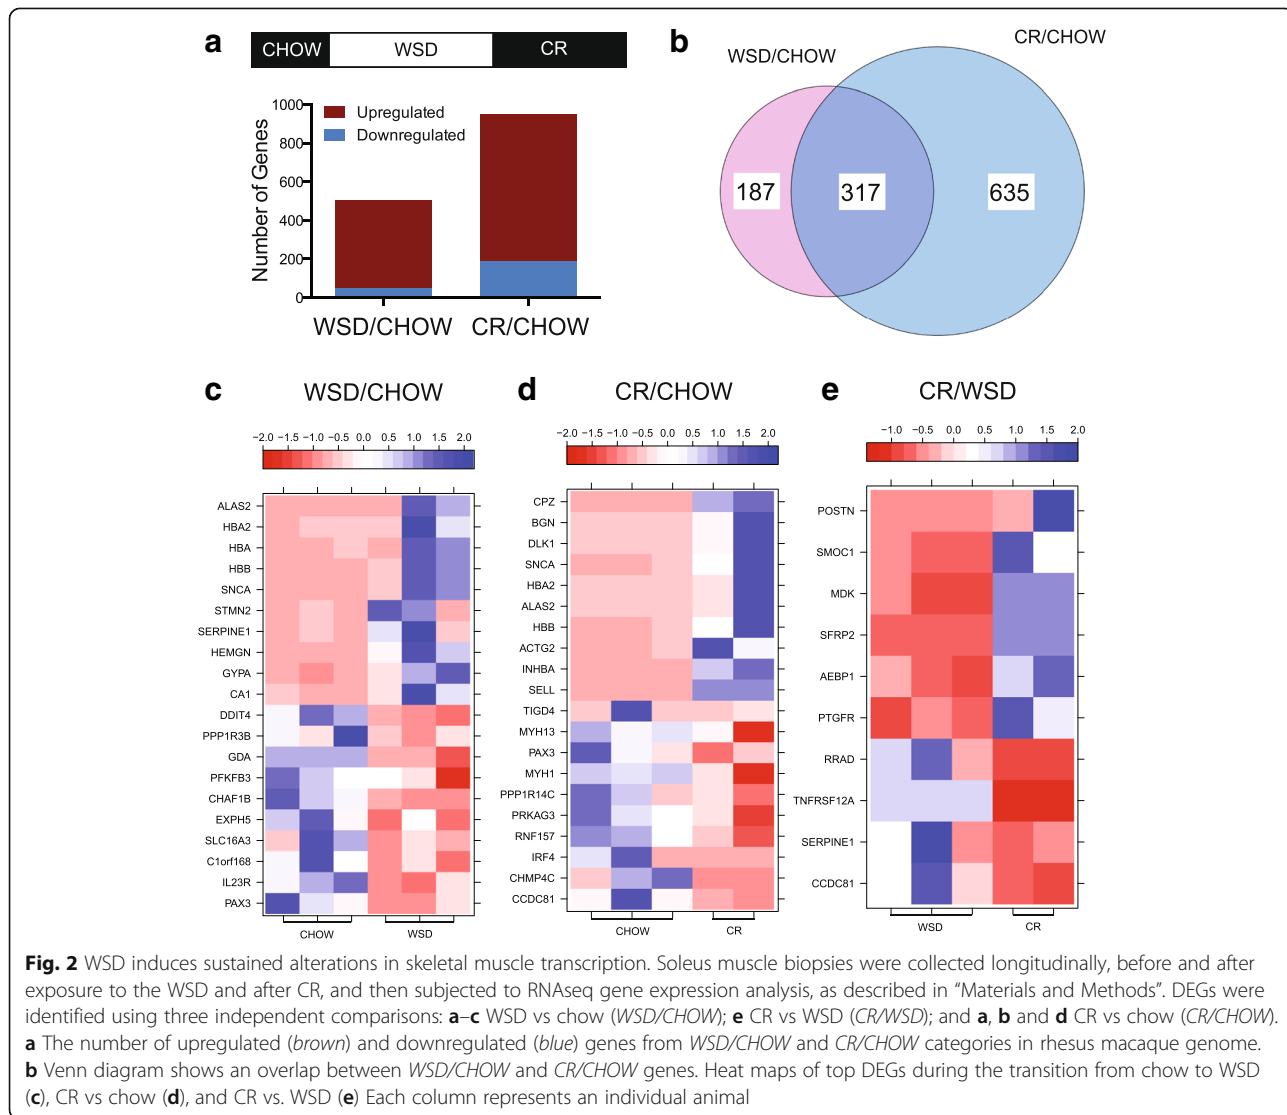 a
CHOW WSD CR
1000
800
600
400
200
0
Number of Genes
Upregulated
Downregulated
WSD/CHOW CR/CHOW
b
WSD/CHOW
CR/CHOW
187
317
635
c
WSD/CHOW
−2.0 −1.5 −1.0 −0.5 0.0 0.5 1.0 1.5 2.0
ALAS2
HBA2
HBA
HBB
SNCA
STMN2
SERPINE1
HEMGN
GYPA
CA1
DDIT4
PPP1R3B
GDA
PFKFB3
CHAF1B
EXPH5
SLC16A3
C1orf168
IL23R
PAX3
CHOW WSD
d
CR/CHOW
−2.0 −1.5 −1.0 −0.5 0.0 0.5 1.0 1.5 2.0
CPZ
BGN
DLK1
SNCA
HBA2
ALAS2
HBB
ACTG2
INHBA
SELL
TIGD4
MYH13
PAX3
MYH1
PPP1R14C
PRKAG3
RNF157
IRF4
CHMP4C
CCDC81
CHOW CR
e
CR/WSD
−1.0 −0.5 0.0 0.5 1.0 1.5 2.0
POSTN
SMOC1
MDK
SFRP2
AEBP1
PTGFR
RRAD
TNFRSF12A
SERPINE1
CCDC81
WSD CR
Fig. 2 WSD induces sustained alterations in skeletal muscle transcription. Soleus muscle biopsies were collected longitudinally, before and after
exposure to the WSD and after CR, and then subjected to RNAseq gene expression analysis, as described in “Materials and Methods”. DEGs were
identified using three independent comparisons: a–c WSD vs chow (WSD/CHOW); e CR vs WSD (CR/WSD); and a, b and d CR vs chow (CR/CHOW).
a The number of upregulated (brown) and downregulated (blue) genes from WSD/CHOW and CR/CHOW categories in rhesus macaque genome.
b Venn diagram shows an overlap between WSD/CHOW and CR/CHOW genes. Heat maps of top DEGs during the transition from chow to WSD
(c), CR vs chow (d), and CR vs. WSD (e) Each column represents an individual animal